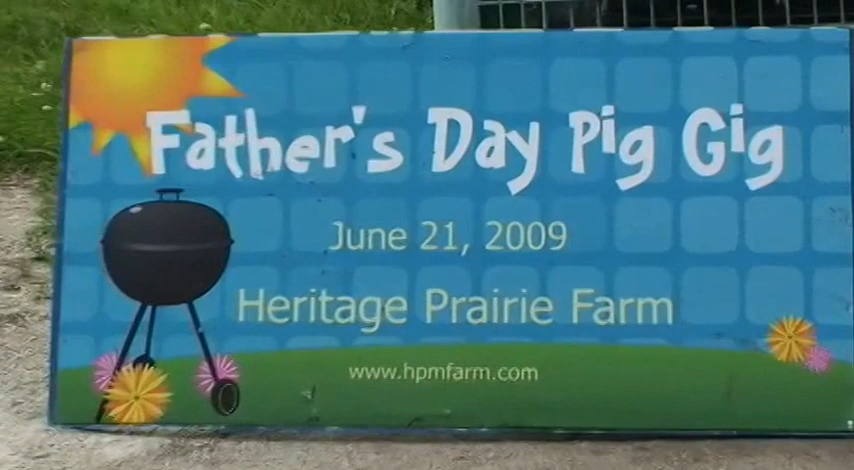 Father's Day Pig Gig
June 21, 2009
Heritage Prairie Farm
www.hpmfarm.com